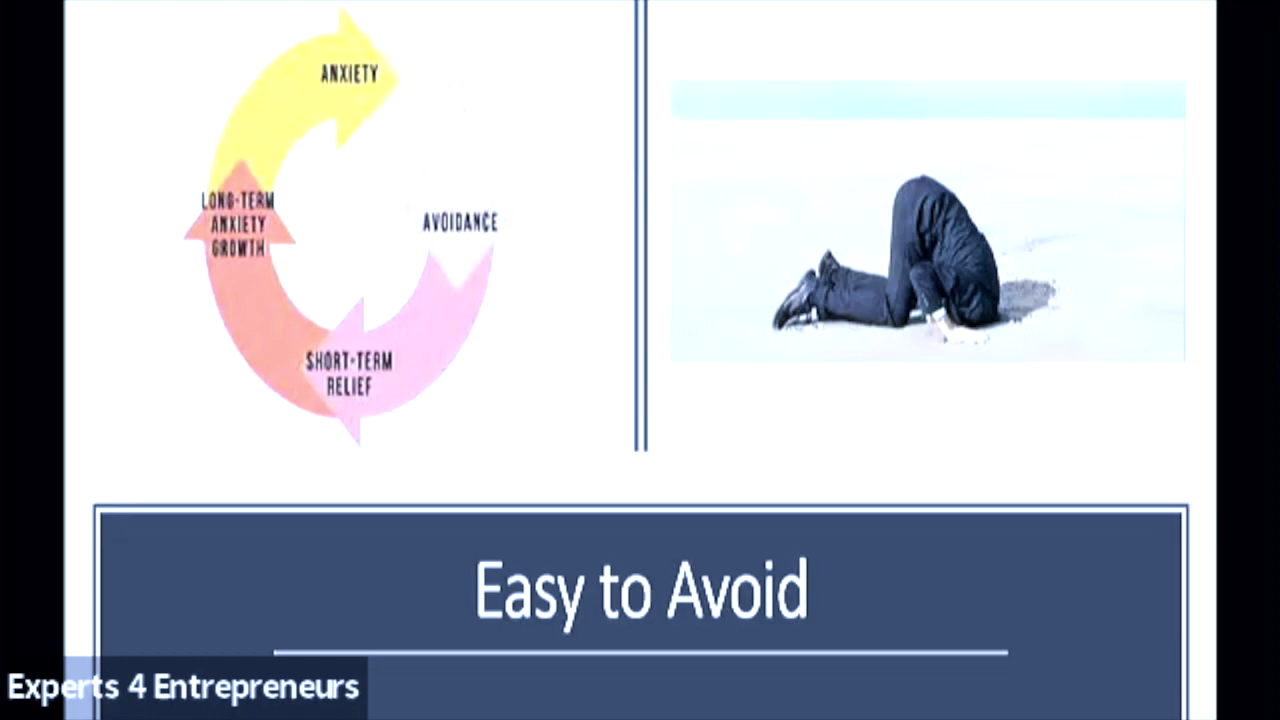 ANXIETY
AVOIDANCE
SHORT-TERM
RELIEF
LONG-TERM
ANXIETY
GROWTH
Easy to Avoid
Experts 4 Entrepreneurs